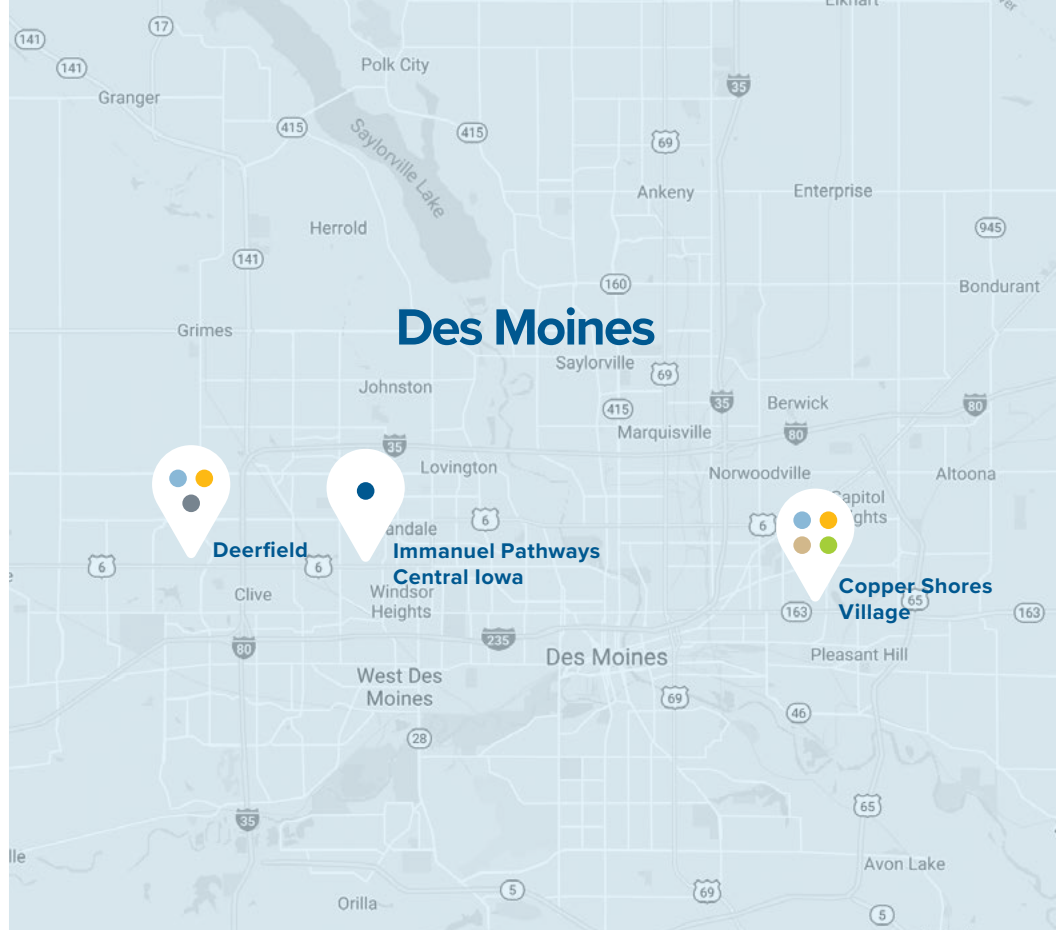 Elkhart
17
141
141
Polk City
35
Granger
415
415
69
Saylorville Lake
Ankeny
Enterprise
Herrold
945
141
160
Bondurant
Des Moines
Grimes
Saylorville
69
Johnston
35
Berwick
80
415
Marquisville
80
35
Lovington
Norwoodville
Altoona
Capitol
6
andale
6
Deerfield
Immanuel Pathways
Central Iowa
6
6
Clive
Windsor
Heights
Copper Shores
Village
65
163
163
235
80
Des Moines
Pleasant Hill
West Des
Moines
69
46
28
35
65
lle
Avon Lake
Orilla
5
69
5